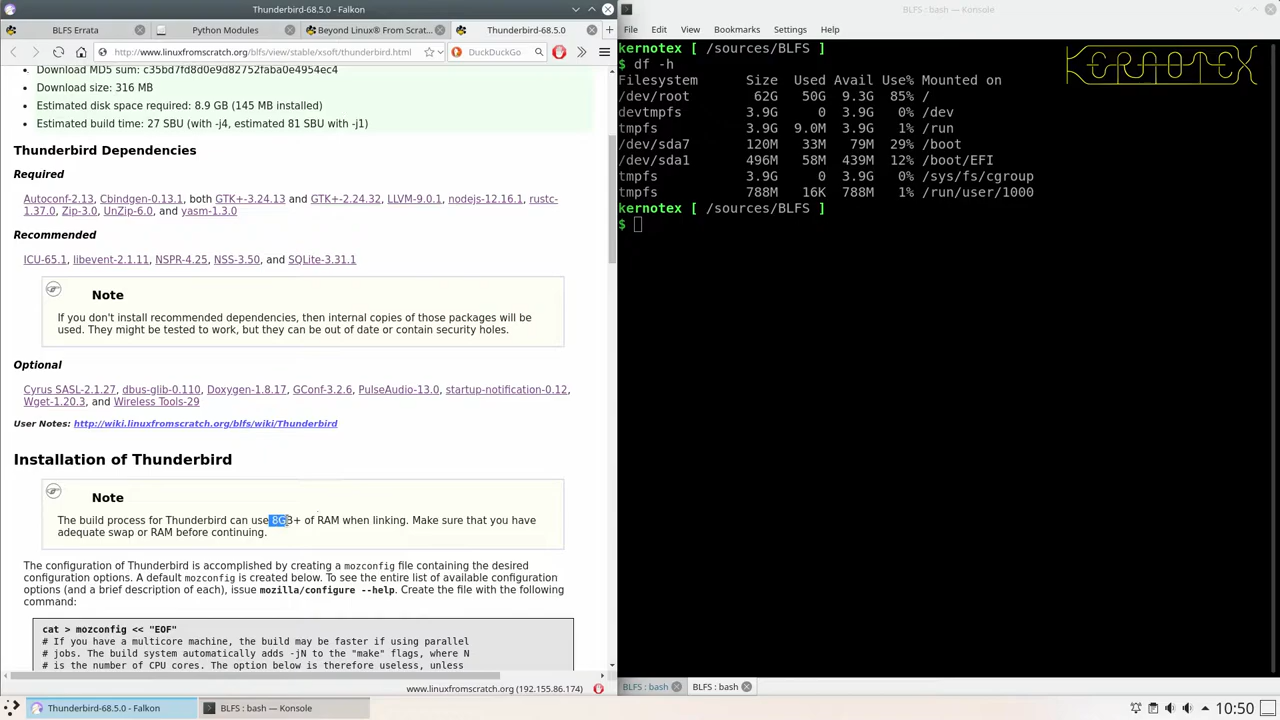 Thunderbird-68.5.0 - Falkon
BLFS Errata
Python Modules
Beyond Linux® From Scrat...
Thunderbird-68.5.0
http://www.linuxfromscratch.org/blfs/view/stable/xsoft/thunderbird.html
DuckDuckGo
Download MD5 sum: c35bd7fd8d0e9d82752faba0e4954ec4
Download size: 316 MB
Estimated disk space required: 8.9 GB (145 MB installed)
Estimated build time: 27 SBU (with -j4, estimated 81 SBU with -j1)
Thunderbird Dependencies
Required
Autoconf-2.13, Cbindgen-0.13.1, both GTK+-3.24.13 and GTK+-2.24.32, LLVM-9.0.1, nodejs-12.16.1, rustc-
1.37.0, Zip-3.0, UnZip-6.0, and yasm-1.3.0
Recommended
ICU-65.1, libevent-2.1.11, NSPR-4.25, NSS-3.50, and SQLite-3.31.1
Note
If you don't install recommended dependencies, then internal copies of those packages will be
used. They might be tested to work, but they can be out of date or contain security holes.
Optional
Cyrus SASL-2.1.27, dbus-glib-0.110, Doxygen-1.8.17, GConf-3.2.6, PulseAudio-13.0, startup-notification-0.12,
Wget-1.20.3, and Wireless Tools-29
User Notes: http://wiki.linuxfromscratch.org/blfs/wiki/Thunderbird
Installation of Thunderbird
Note
The build process for Thunderbird can use 8GB+ of RAM when linking. Make sure that you have
adequate swap or RAM before continuing.
The configuration of Thunderbird is accomplished by creating a mozconfig file containing the desired
configuration options. A default mozconfig is created below. To see the entire list of available configuration
options (and a brief description of each), issue mozilla/configure --help. Create the file with the following
command:
cat > mozconfig << "EOF"
# If you have a multicore machine, the build may be faster if using parallel
# jobs. The build system automatically adds -jN to the "make" flags, where N
# is the number of CPU cores. The option below is therefore useless, unless
www.linuxfromscratch.org (192.155.86.174)
BLFS : bash — Konsole
File Edit View Bookmarks Settings Help
kernotex [ /sources/BLFS ]
$ df -h
Filesystem Size Used Avail Use% Mounted on
/dev/root 62G 50G 9.3G 85% /
devtmpfs 3.9G 0 3.9G 0% /dev
tmpfs 3.9G 9.0M 3.9G 1% /run
/dev/sda7 120M 33M 79M 29% /boot
/dev/sda1 496M 58M 439M 12% /boot/EFI
tmpfs 3.9G 0 3.9G 0% /sys/fs/cgroup
tmpfs 788M 16K 788M 1% /run/user/1000
kernotex [ /sources/BLFS ]
$
KERNOTEX
BLFS : bash
BLFS : bash
Thunderbird-68.5.0 - Falkon
BLFS : bash — Konsole
10:50